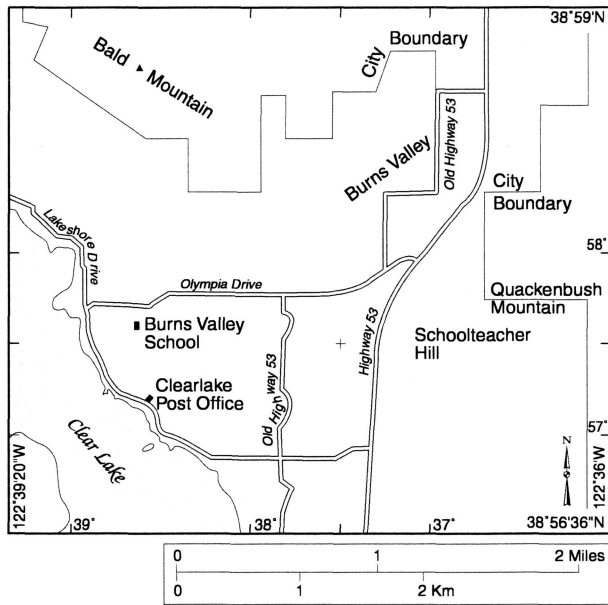 38°59'N
Bald
Mountain
City
Boundary
Burns Valley
Old Highway 53
City
Boundary
Lakeshore Drive
58°
Olympia Drive
Quackenbush
Mountain
Burns Valley
School
Highway 53
Schoolteacher
Hill
Old Highway 53
Clearlake
Post Office
Clear Lake
57°
N
122°39'20"W
39°
38°
37°
122°36'W
38°56'36"N
0 1 2 Miles
0 1 2 Km